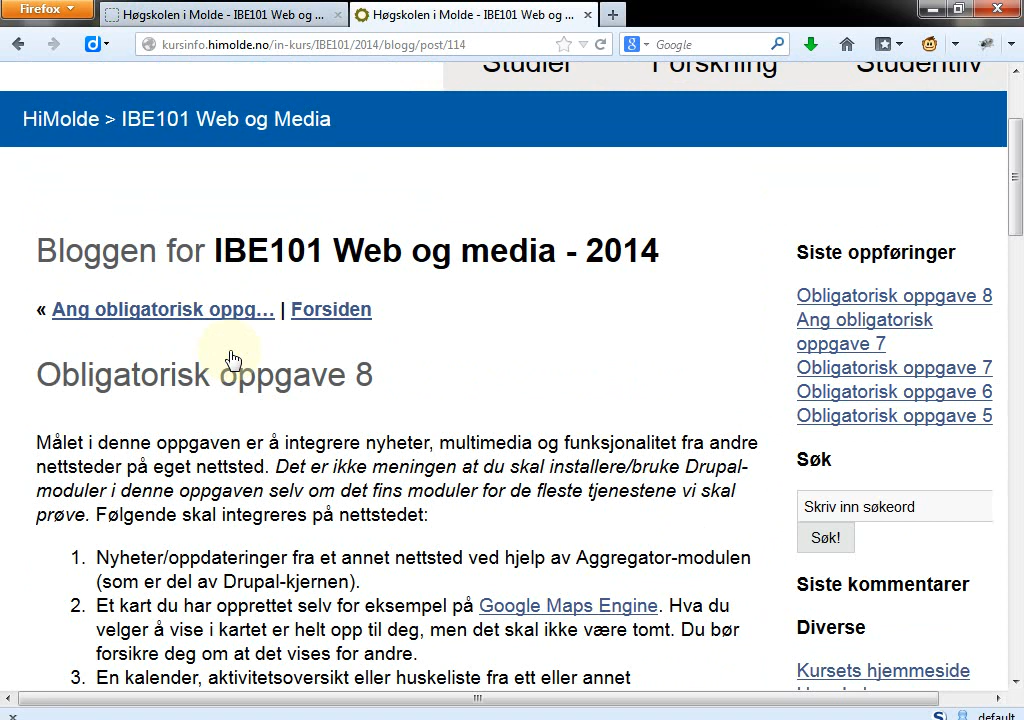 Firefox
Høgskolen i Molde - IBE101 Web og ...
Høgskolen i Molde - IBE101 Web og ...
kursinfo.himolde.no/in-kurs/IBE101/2014/blogg/post/114
Google
Studier Forskning Studentliv
HiMolde > IBE101 Web og Media
Bloggen for IBE101 Web og media - 2014
« Ang obligatorisk oppg... | Forsiden
Obligatorisk oppgave 8
Målet i denne oppgaven er å integrere nyheter, multimedia og funksjonalitet fra andre
nettsteder på eget nettsted. Det er ikke meningen at du skal installere/bruke Drupal-
moduler i denne oppgaven selv om det fins moduler for de fleste tjenestene vi skal
prøve. Følgende skal integreres på nettstedet:
1. Nyheter/oppdateringer fra et annet nettsted ved hjelp av Aggregator-modulen
(som er del av Drupal-kjernen).
2. Et kart du har opprettet selv for eksempel på Google Maps Engine. Hva du
velger å vise i kartet er helt opp til deg, men det skal ikke være tomt. Du bør
forsikre deg om at det vises for andre.
3. En kalender, aktivitetsoversikt eller huskeliste fra ett eller annet
Siste oppføringer
Obligatorisk oppgave 8
Ang obligatorisk
oppgave 7
Obligatorisk oppgave 7
Obligatorisk oppgave 6
Obligatorisk oppgave 5
Søk
Skriv inn søkeord
Søk!
Siste kommentarer
Diverse
Kursets hjemmeside
default